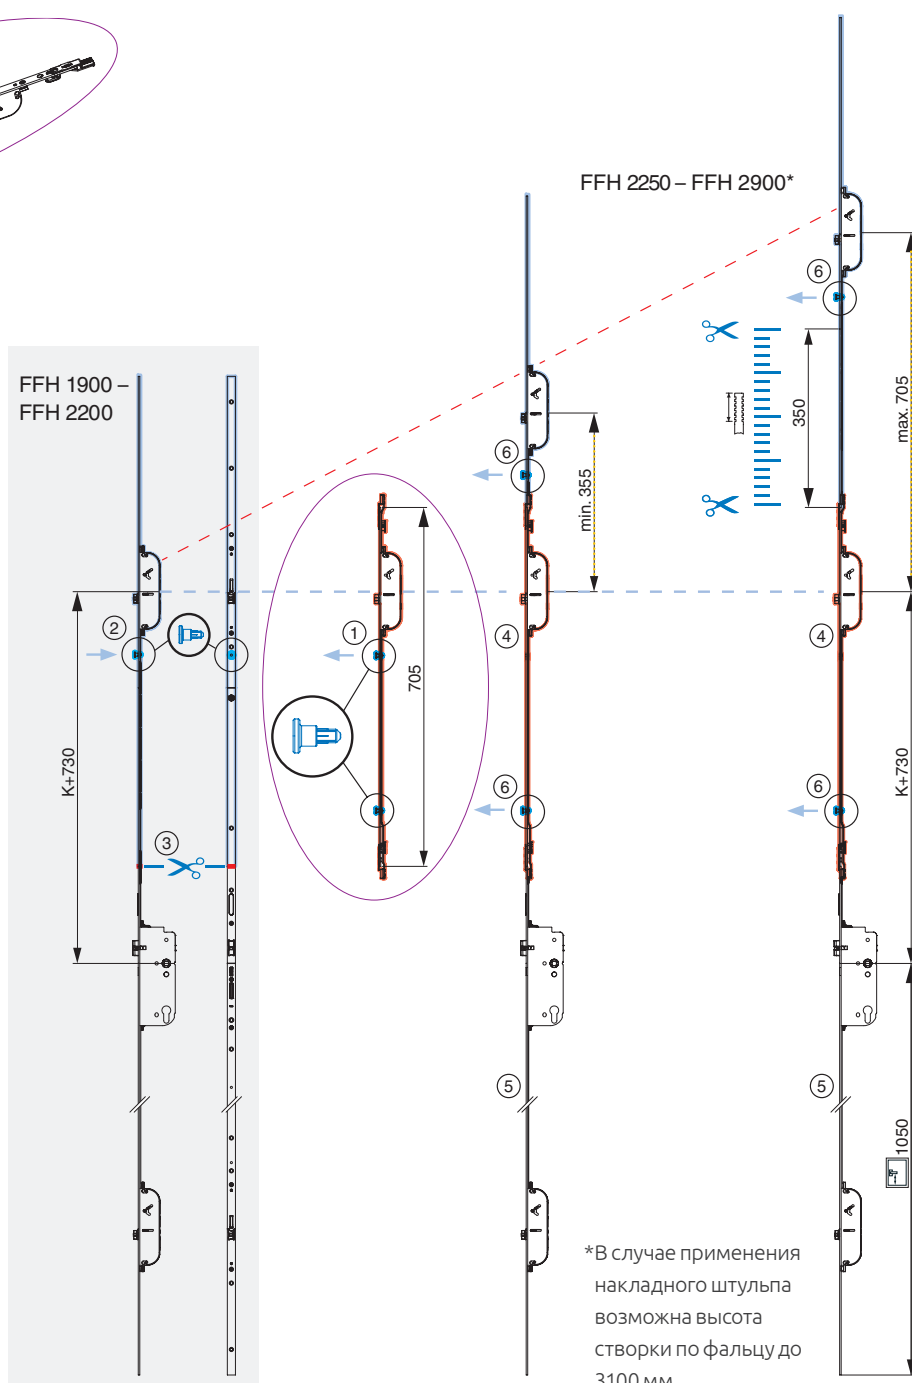 FFH 2250 – FFH 2900*
6
max. 705
350
FFH 1900 –
FFH 2200
6
min. 355
2
1
4
4
705
K+730
K+730
6
6
3
5
5
1050
*В случае применения
накладного штульпа
возможна высота
створки по фальцу до
3100 мм